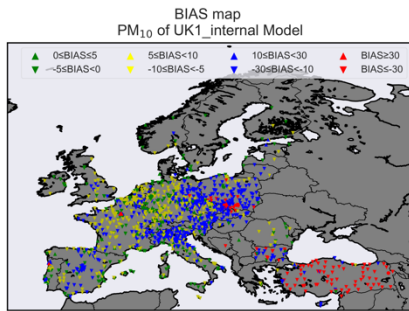 BIAS map
PM₁₀ of UK1_internal Model
0≤BIAS≤5 5≤BIAS<10 10≤BIAS<30 BIAS≥30
-5≤BIAS<0 -10≤BIAS<-5 -30≤BIAS<-10 BIAS≤-30